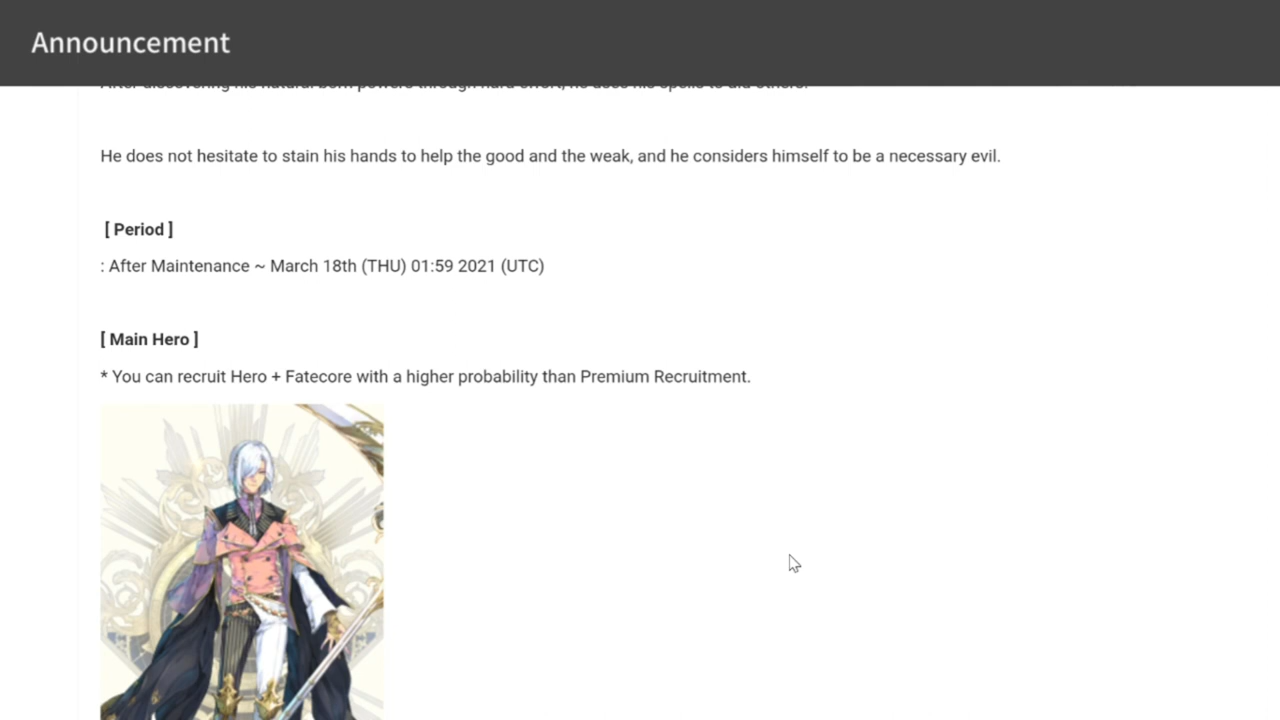 Announcement
After discovering his natural born powers through hard effort, he uses his spells to aid others.
He does not hesitate to stain his hands to help the good and the weak, and he considers himself to be a necessary evil.
[ Period ]
: After Maintenance ~ March 18th (THU) 01:59 2021 (UTC)
[ Main Hero ]
* You can recruit Hero + Fatecore with a higher probability than Premium Recruitment.